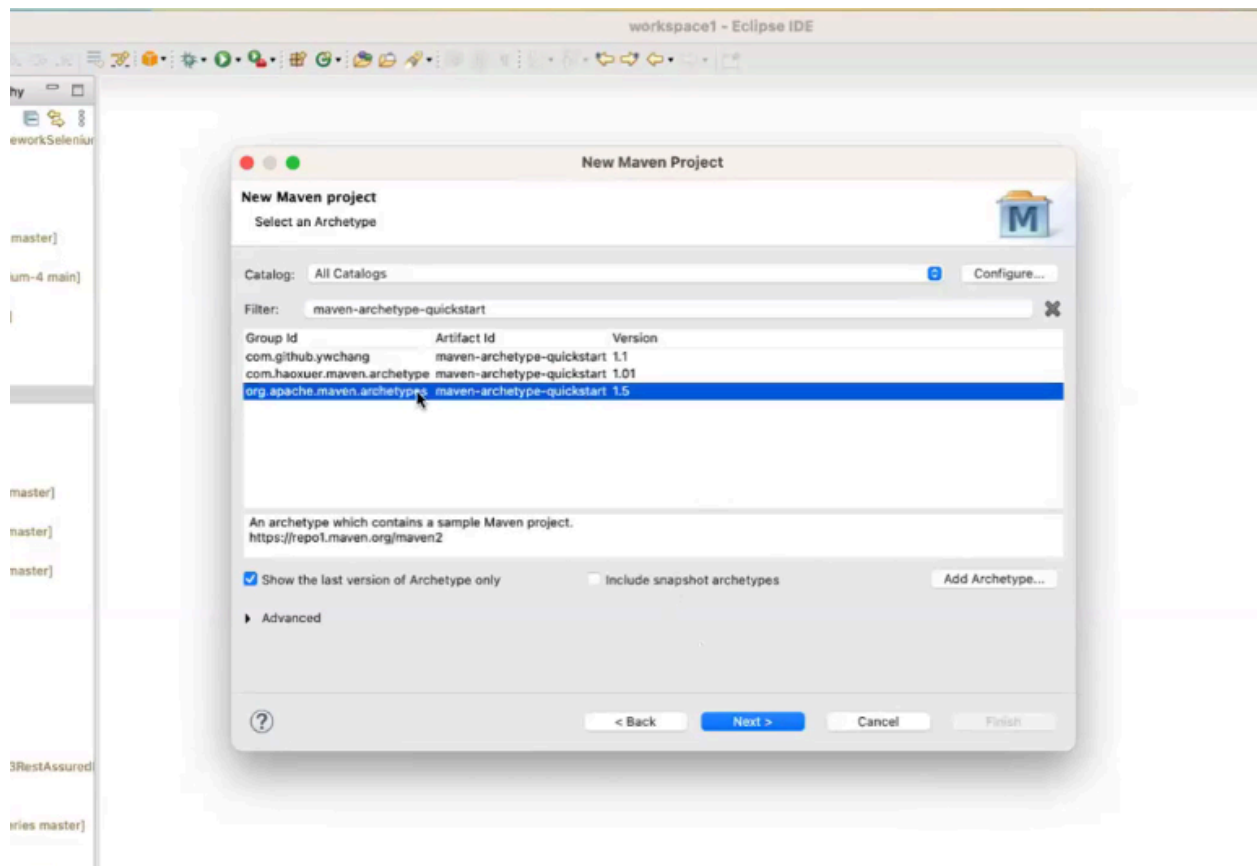 workspace1 - Eclipse IDE
hy
eworkSeleniur
master]
um-4 main]
]
master]
master]
master]
3RestAssured
ories master]
New Maven Project
New Maven project
Select an Archetype
M
Catalog: All Catalogs Configure...
Filter: maven-archetype-quickstart
Group Id Artifact Id Version
com.github.ywchang maven-archetype-quickstart 1.1
com.haoxuer.maven.archetype maven-archetype-quickstart 1.01
org.apache.maven.archetypes maven-archetype-quickstart 1.5
An archetype which contains a sample Maven project.
https://repo1.maven.org/maven2
Show the last version of Archetype only Include snapshot archetypes Add Archetype...
Advanced
? < Back Next > Cancel Finish